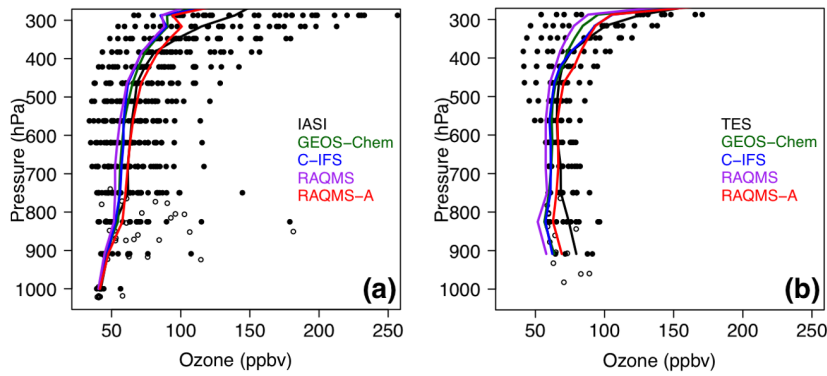 300
400
500
600
700
800
900
1000
Pressure (hPa)
IASI
GEOS−Chem
C−IFS
RAQMS
RAQMS−A
(a)
50 100 150 200 250
Ozone (ppbv)
300
400
500
600
700
800
900
1000
Pressure (hPa)
TES
GEOS−Chem
C−IFS
RAQMS
RAQMS−A
(b)
50 100 150 200 250
Ozone (ppbv)